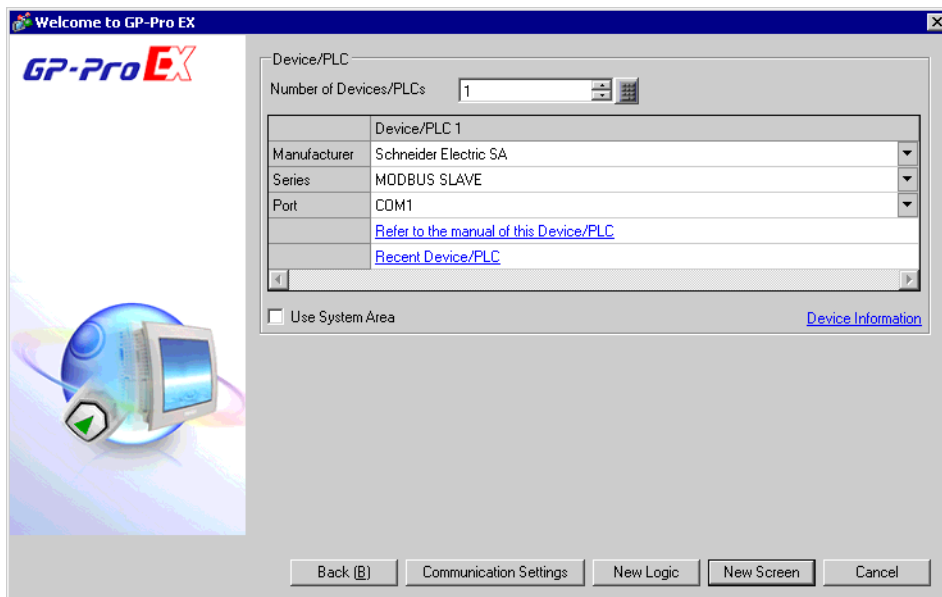 Welcome to GP-Pro EX
GP-Pro EX
Device/PLC
Number of Devices/PLCs 1
Device/PLC 1
Manufacturer Schneider Electric SA
Series MODBUS SLAVE
Port COM1
Refer to the manual of this Device/PLC
Recent Device/PLC
Use System Area Device Information
Back (B) Communication Settings New Logic New Screen Cancel